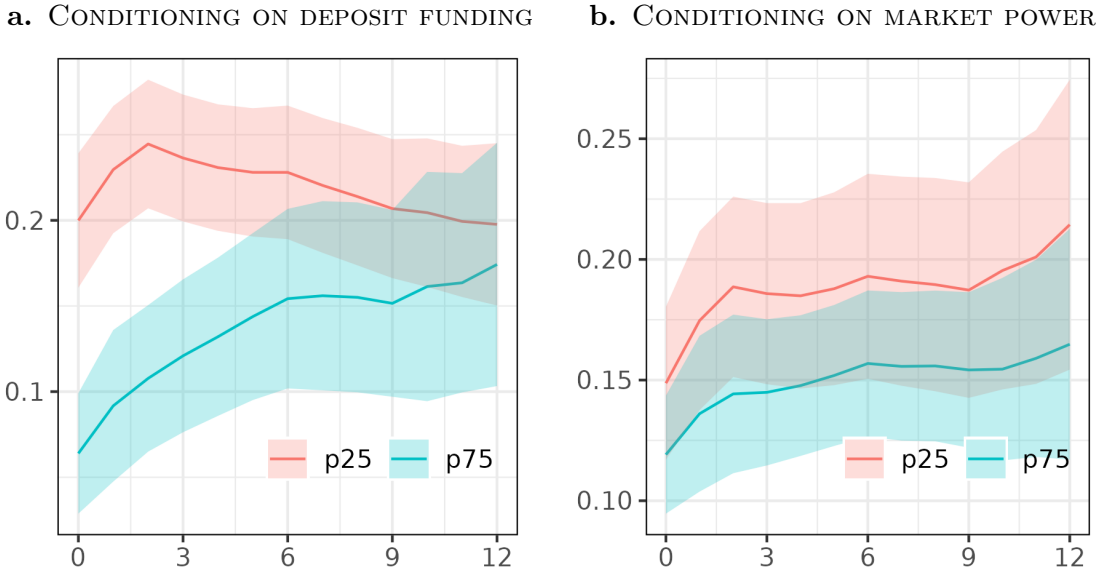 a. Conditioning on deposit funding
b. Conditioning on market power
0.2
0.1
p25
p75
0
3
6
9
12
0.25
0.20
0.15
0.10
p25
p75
0
3
6
9
12